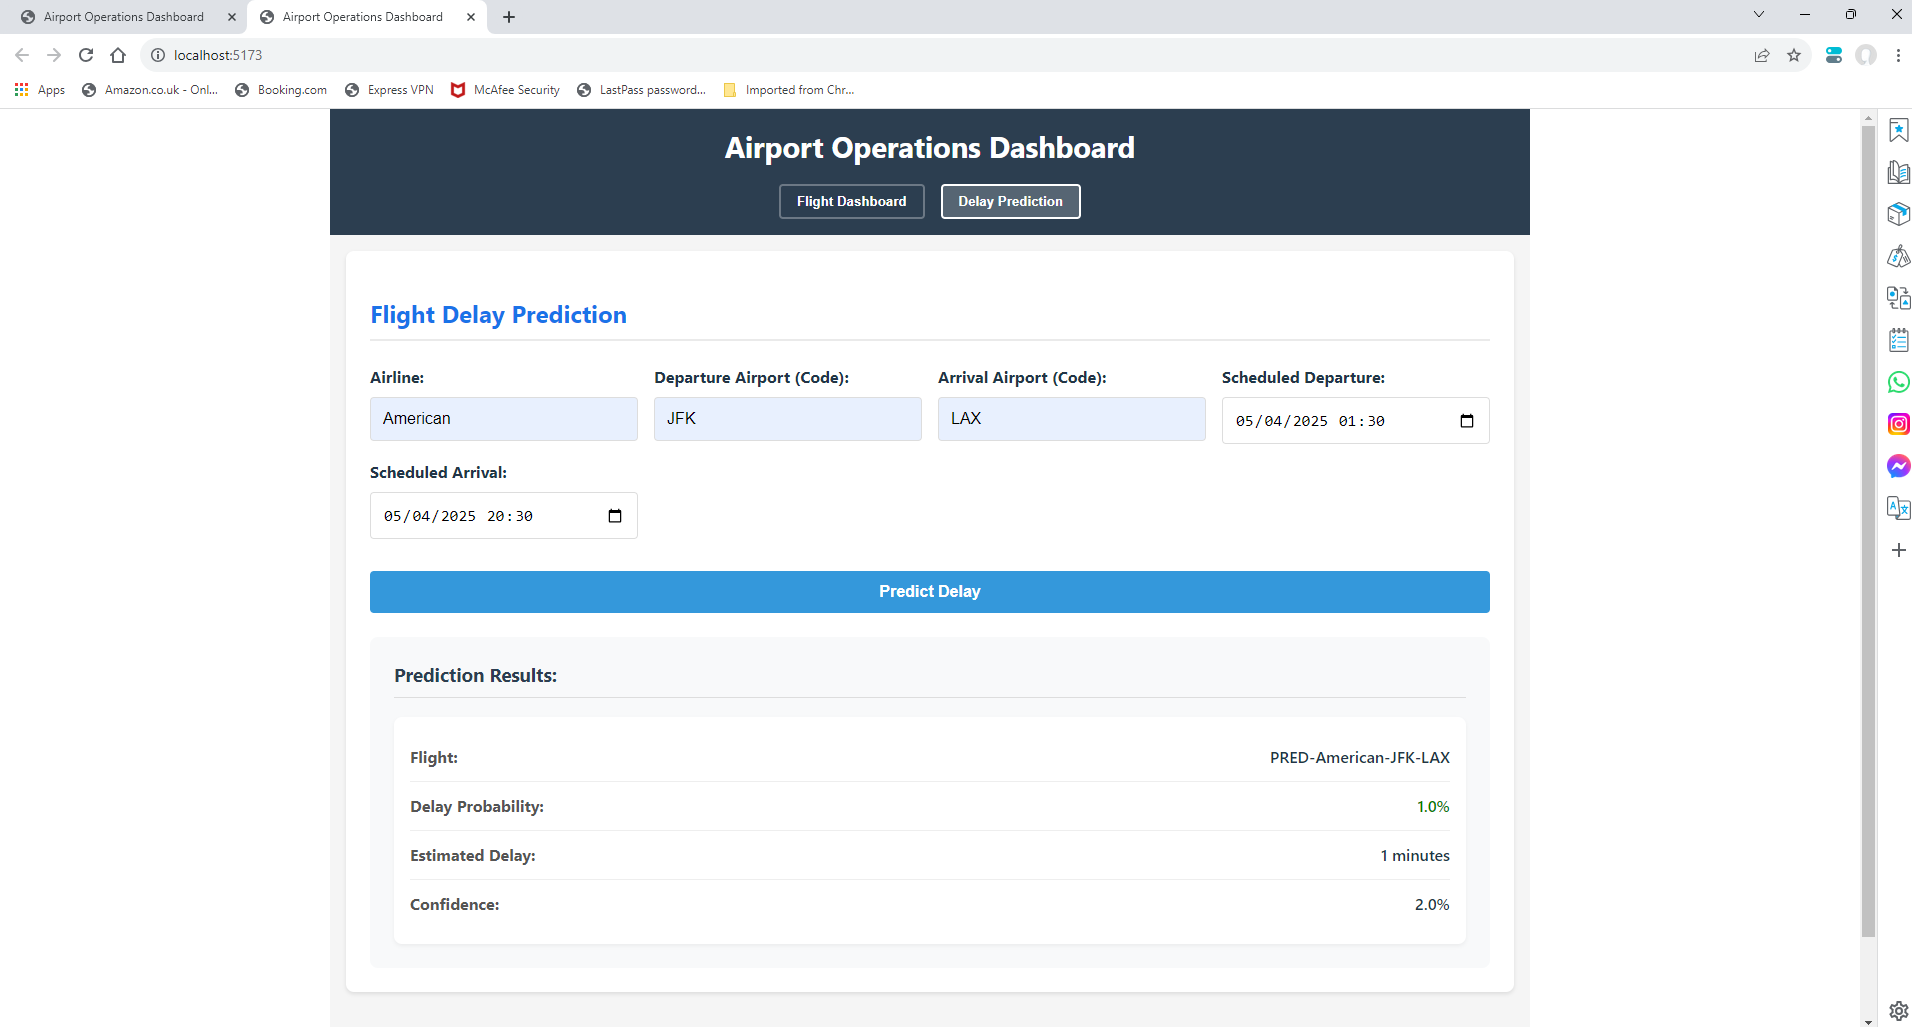 Airport Operations Dashboard
Airport Operations Dashboard
localhost:5173
Apps
Amazon.co.uk - Onl...
Booking.com
Express VPN
McAfee Security
LastPass password...
Imported from Chr...
Airport Operations Dashboard
Flight Dashboard
Delay Prediction
Flight Delay Prediction
Airline:
Departure Airport (Code):
Arrival Airport (Code):
Scheduled Departure:
American
JFK
LAX
05/04/2025 01:30
Scheduled Arrival:
05/04/2025 20:30
Predict Delay
Prediction Results:
Flight: PRED-American-JFK-LAX
Delay Probability: 1.0%
Estimated Delay: 1 minutes
Confidence: 2.0%